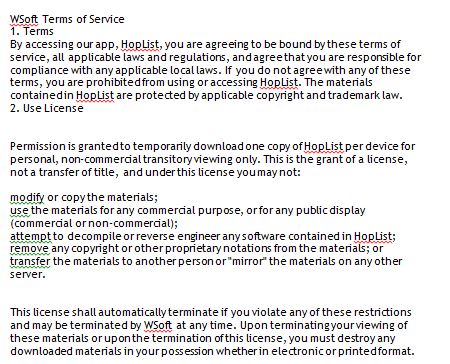 WSoft Terms of Service
1. Terms
By accessing our app, HopList, you are agreeing to be bound by these terms of
service, all applicable laws and regulations, and agree that you are responsible for
compliance with any applicable local laws. If you do not agree with any of these
terms, you are prohibited from using or accessing HopList. The materials
contained in HopList are protected by applicable copyright and trademark law.
2. Use License
Permission is granted to temporarily download one copy of HopList per device for
personal, non-commercial transitory viewing only. This is the grant of a license,
not a transfer of title, and under this license you may not:
modify or copy the materials;
use the materials for any commercial purpose, or for any public display
(commercial or non-commercial);
attempt to decompile or reverse engineer any software contained in HopList;
remove any copyright or other proprietary notations from the materials; or
transfer the materials to another person or "mirror" the materials on any other
server.
This license shall automatically terminate if you violate any of these restrictions
and may be terminated by WSoft at any time. Upon terminating your viewing of
these materials or upon the termination of this license, you must destroy any
downloaded materials in your possession whether in electronic or printed format.